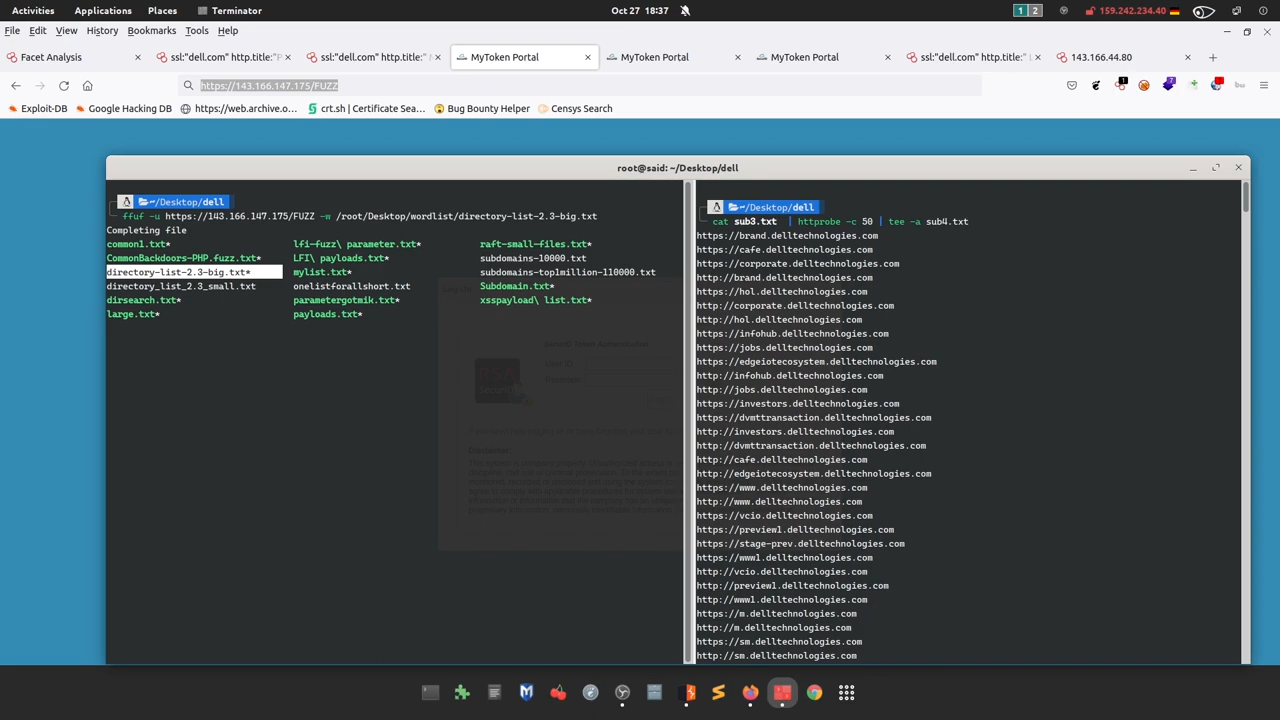 Activities Applications Places Terminator Oct 27 18:37 1 2 159.242.234.40
File Edit View History Bookmarks Tools Help
Facet Analysis ssl:"dell.com" http.title:"P ssl:"dell.com" http.title:" MyToken Portal MyToken Portal MyToken Portal ssl:"dell.com" http.title:" 143.166.44.80
https://143.166.147.175/FUZZ
Exploit-DB Google Hacking DB https://web.archive.o... crt.sh | Certificate Sea... Bug Bounty Helper Censys Search
root@said: ~/Desktop/dell
~/Desktop/dell
ffuf -u https://143.166.147.175/FUZZ -w /root/Desktop/wordlist/directory-list-2.3-big.txt
Completing file
common1.txt* lfi-fuzz\ parameter.txt* raft-small-files.txt*
CommonBackdoors-PHP.fuzz.txt* LFI\ payloads.txt* subdomains-10000.txt
directory-list-2.3-big.txt* mylist.txt* subdomains-top1million-110000.txt
directory_list_2.3_small.txt onelistforallshort.txt Subdomain.txt*
dirsearch.txt* parametergotmik.txt* xsspayload\ list.txt*
large.txt* payloads.txt*
User ID:
Password:
Disclaimer:
~/Desktop/dell
cat sub3.txt | httprobe -c 50 | tee -a sub4.txt
https://brand.delltechnologies.com
https://cafe.delltechnologies.com
https://corporate.delltechnologies.com
http://brand.delltechnologies.com
https://hol.delltechnologies.com
http://corporate.delltechnologies.com
http://hol.delltechnologies.com
https://infohub.delltechnologies.com
https://jobs.delltechnologies.com
https://edgeiotecosystem.delltechnologies.com
http://infohub.delltechnologies.com
http://jobs.delltechnologies.com
https://investors.delltechnologies.com
https://dvmttransaction.delltechnologies.com
http://investors.delltechnologies.com
http://dvmttransaction.delltechnologies.com
http://cafe.delltechnologies.com
http://edgeiotecosystem.delltechnologies.com
https://www.delltechnologies.com
http://www.delltechnologies.com
https://vcio.delltechnologies.com
https://preview1.delltechnologies.com
https://stage-prev.delltechnologies.com
https://www1.delltechnologies.com
http://vcio.delltechnologies.com
http://preview1.delltechnologies.com
http://www1.delltechnologies.com
https://m.delltechnologies.com
http://m.delltechnologies.com
https://sm.delltechnologies.com
http://sm.delltechnologies.com